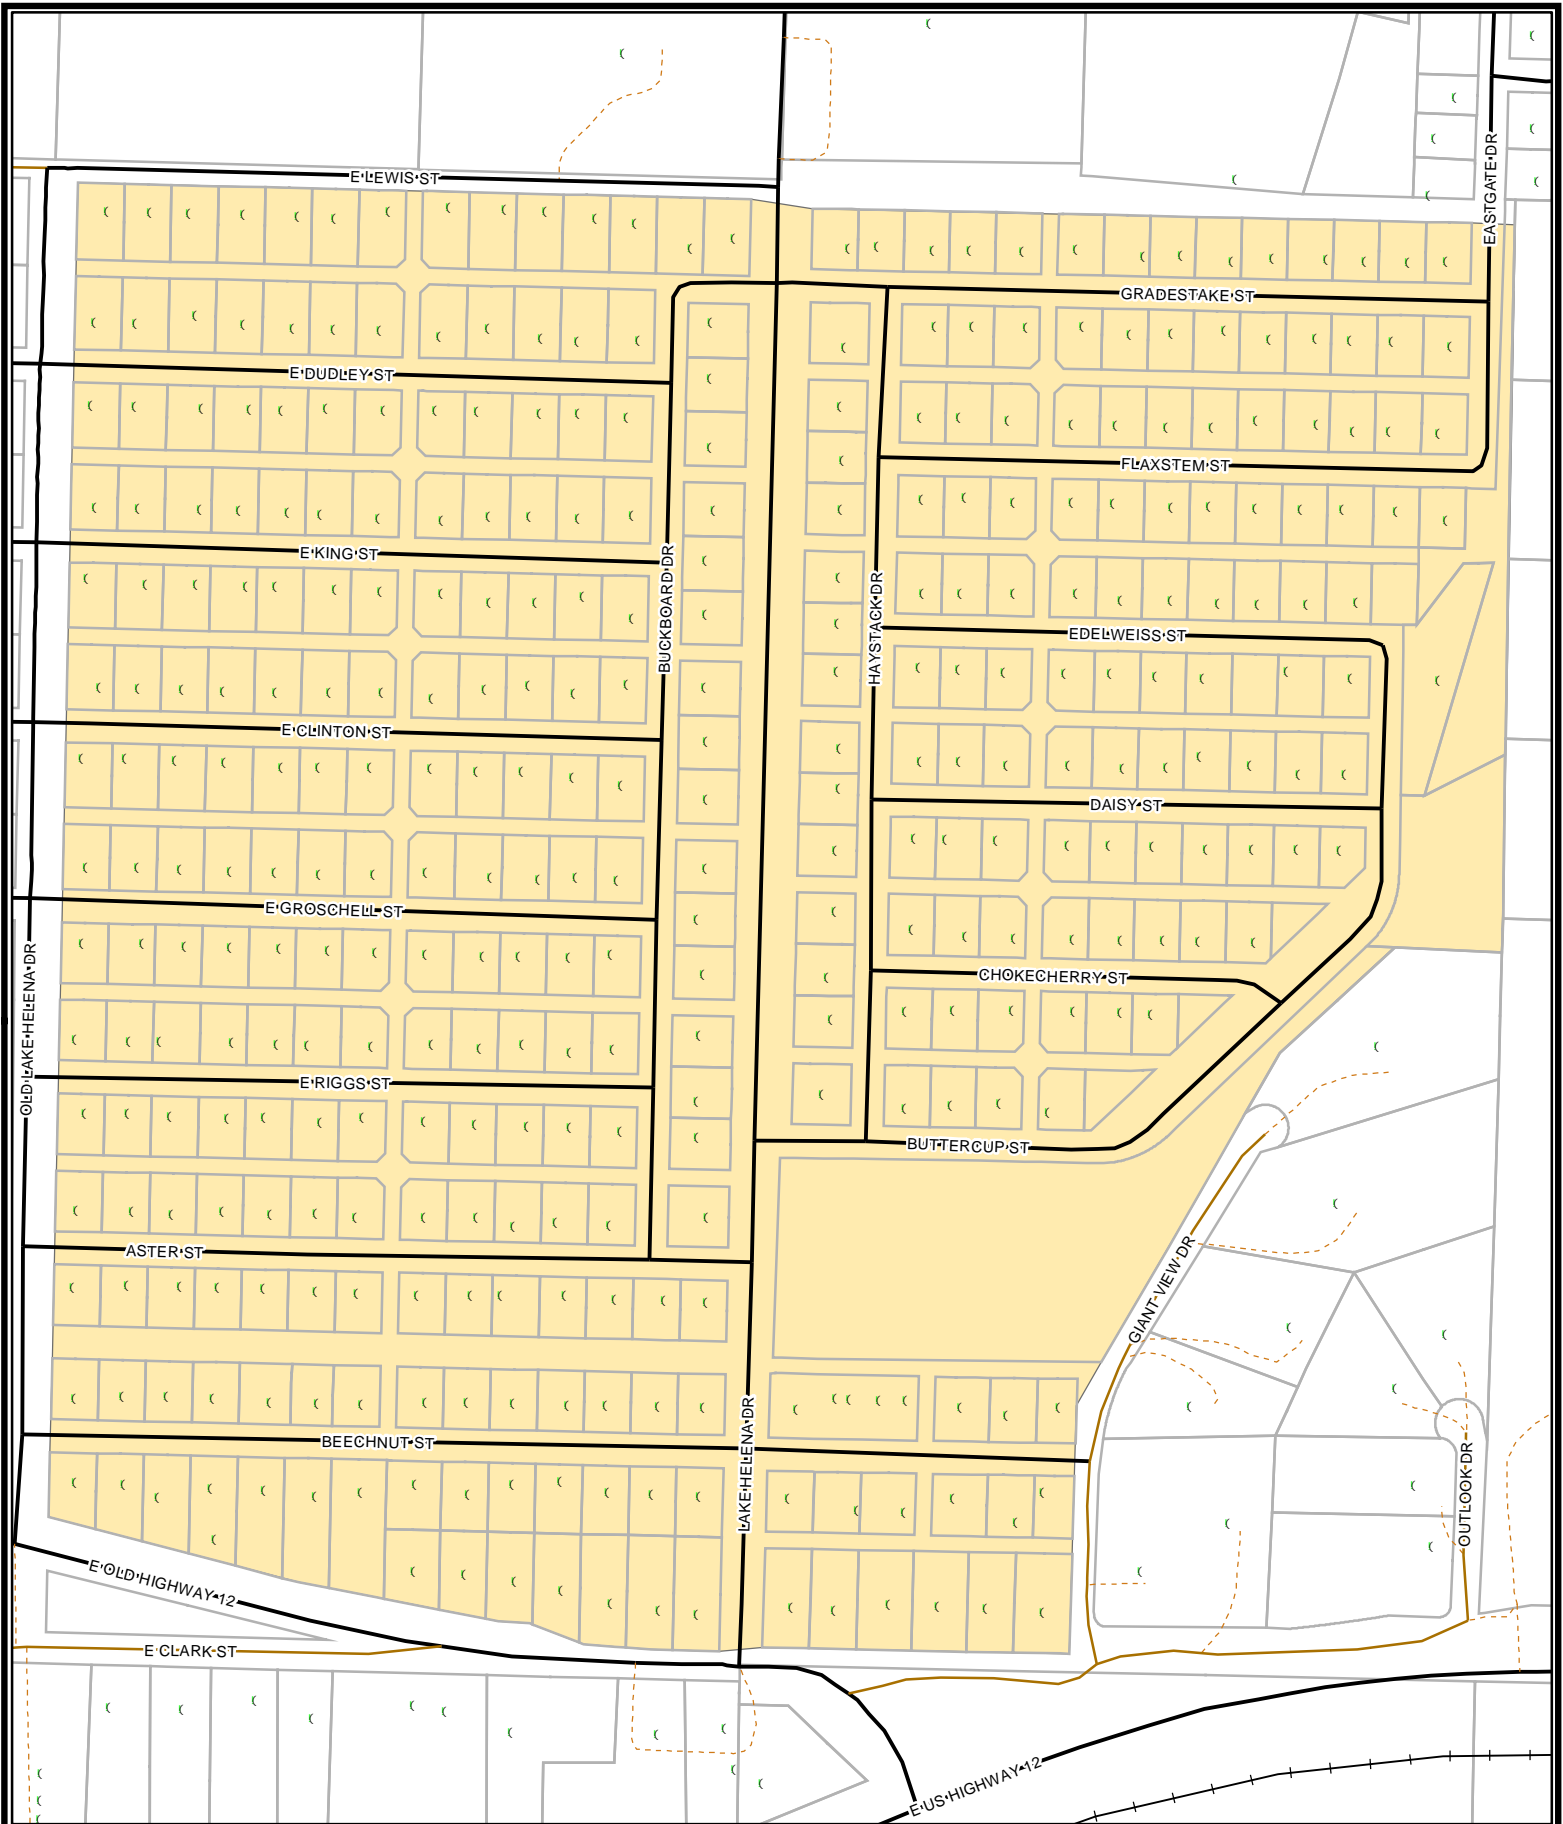 E LEWIS ST
EASTGATE DR
GRADESTAKE ST
E DUDLEY ST
FLAXSTEM ST
E KING ST
BUCKBOARD DR
HAYSTACK DR
EDELWEISS ST
E CLINTON ST
DAISY ST
E GROSCHELL ST
OLD LAKE HELENA DR
CHOKECHERRY ST
E RIGGS ST
BUTTERCUP ST
ASTER ST
GIANT VIEW DR
BEECHNUT ST
LAKE HELENA DR
OUTLOOK DR
E OLD HIGHWAY 12
E CLARK ST
E US HIGHWAY 12